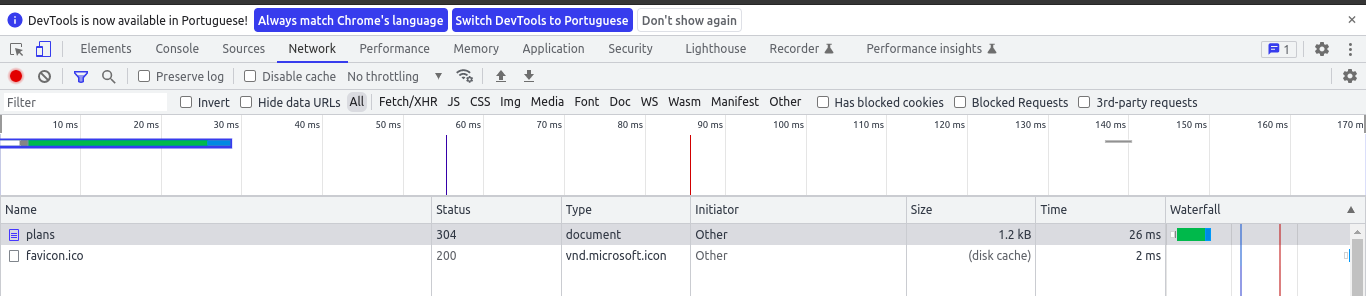 DevTools is now available in Portuguese! Always match Chrome's language Switch DevTools to Portuguese Don't show again
Elements Console Sources Network Performance Memory Application Security Lighthouse Recorder Performance insights 1
Preserve log Disable cache No throttling
Filter Invert Hide data URLs All Fetch/XHR JS CSS Img Media Font Doc WS Wasm Manifest Other Has blocked cookies Blocked Requests 3rd-party requests
10 ms 20 ms 30 ms 40 ms 50 ms 60 ms 70 ms 80 ms 90 ms 100 ms 110 ms 120 ms 130 ms 140 ms 150 ms 160 ms 170 m
Name Status Type Initiator Size Time Waterfall
plans 304 document Other 1.2 kB 26 ms
favicon.ico 200 vnd.microsoft.icon Other (disk cache) 2 ms